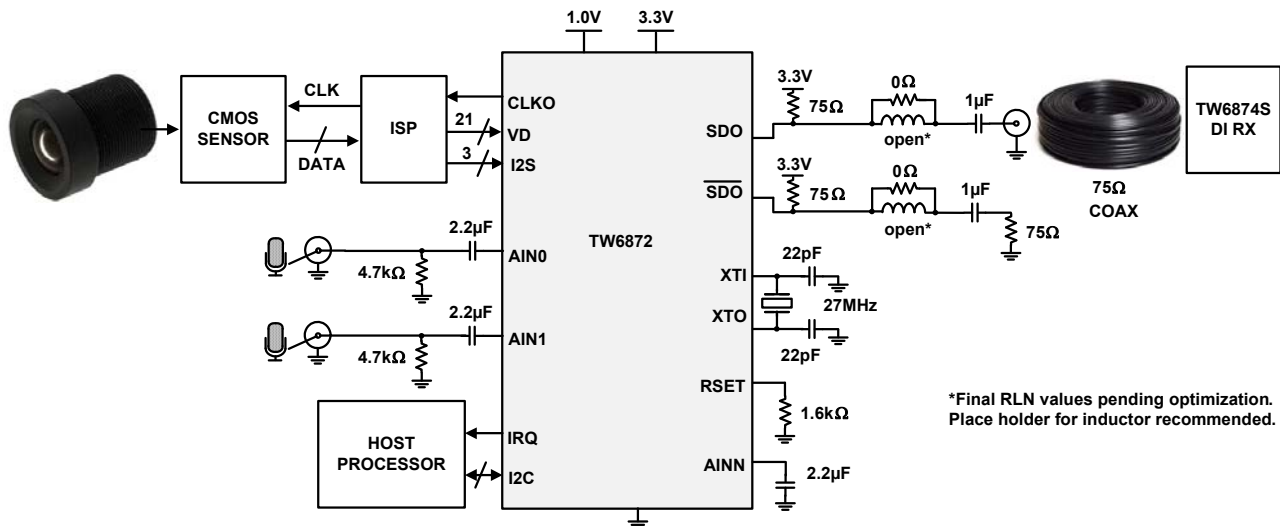 1.0V
3.3V
CMOS
SENSOR
CLK
DATA
ISP
CLKO
21
VD
3
I2S
2.2µF
AIN0
4.7kΩ
2.2µF
AIN1
4.7kΩ
HOST
PROCESSOR
IRQ
I2C
TW6872
SDO
3.3V
75Ω
0Ω
open*
1µF
SDO
3.3V
75Ω
0Ω
open*
1µF
75Ω
75Ω
COAX
TW6874S
DI RX
XTI
22pF
27MHz
XTO
22pF
RSET
1.6kΩ
AINN
2.2µF
*Final RLN values pending optimization.
Place holder for inductor recommended.